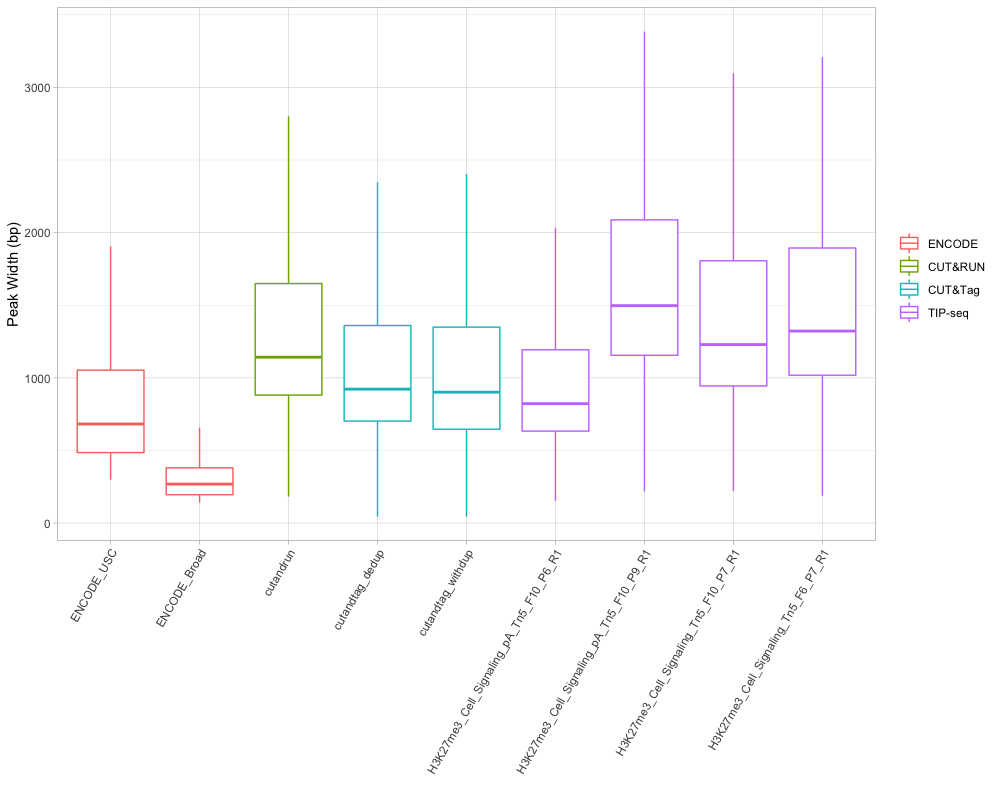 Peak Width (bp)
3000
2000
1000
0
ENCODE_USC
ENCODE_Broad
cutandrun
cutandtag_dedup
cutandtag_withdup
H3K27me3_Cell_Signaling_pA_Tn5_F10_P6_R1
H3K27me3_Cell_Signaling_pA_Tn5_F10_P9_R1
H3K27me3_Cell_Signaling_Tn5_F10_P7_R1
H3K27me3_Cell_Signaling_Tn5_F6_P7_R1
ENCODE
CUT&RUN
CUT&Tag
TIP-seq